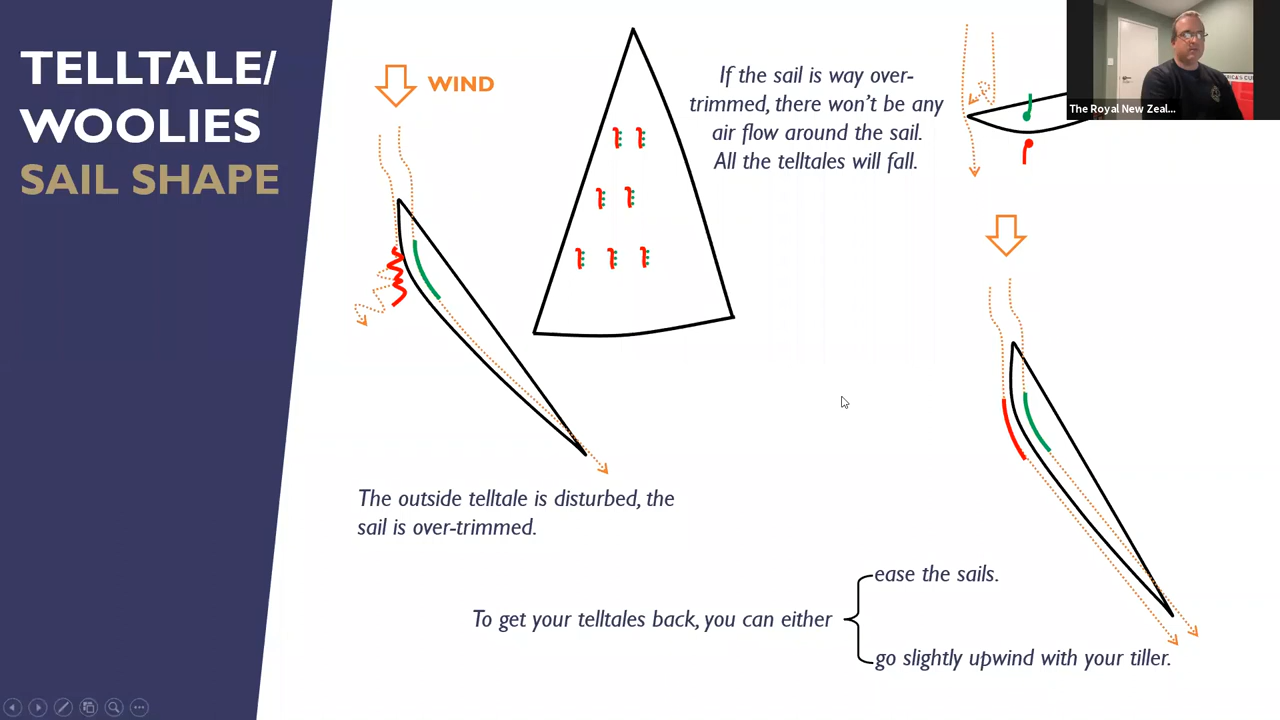 TELLTALE/
WOOLIES
SAIL SHAPE
WIND
If the sail is way over-
trimmed, there won't be any
air flow around the sail.
All the telltales will fall.
The Royal New Zeal...
The outside telltale is disturbed, the
sail is over-trimmed.
To get your telltales back, you can either
ease the sails.
go slightly upwind with your tiller.